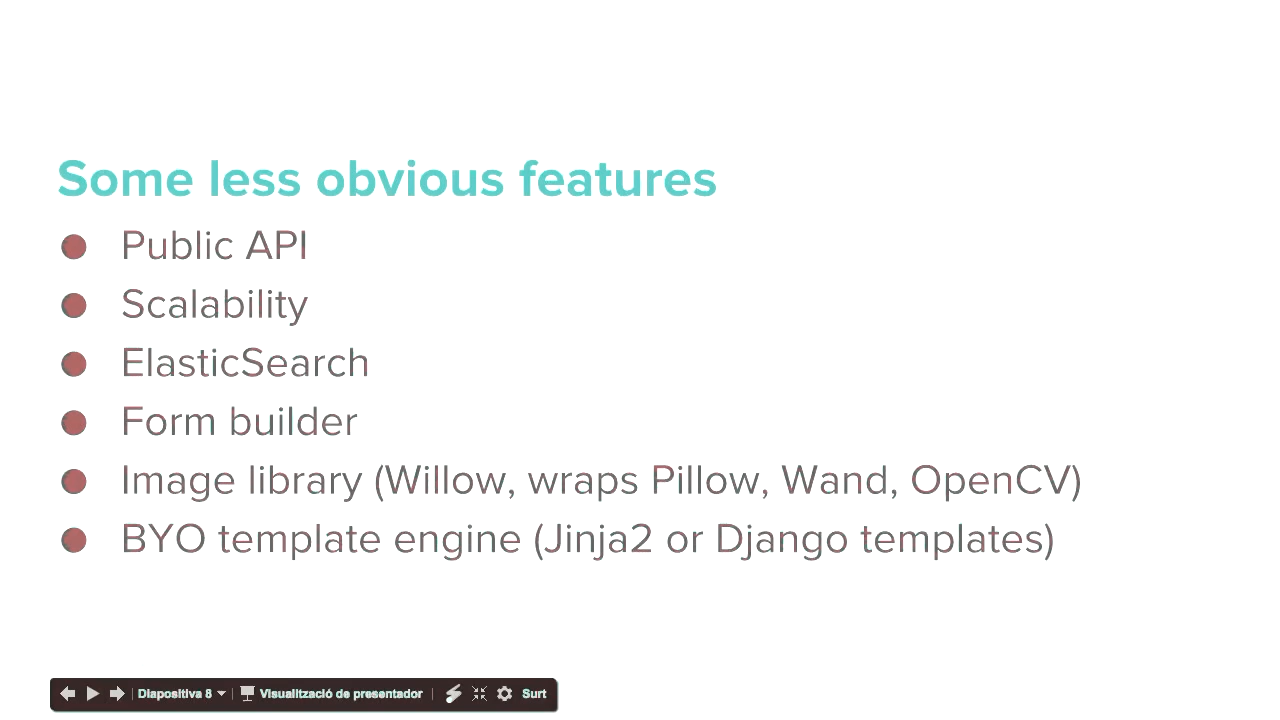 Some less obvious features
● Public API
● Scalability
● ElasticSearch
● Form builder
● Image library (Willow, wraps Pillow, Wand, OpenCV)
● BYO template engine (Jinja2 or Django templates)
Diapositiva 8 Visualització de presentador Surt